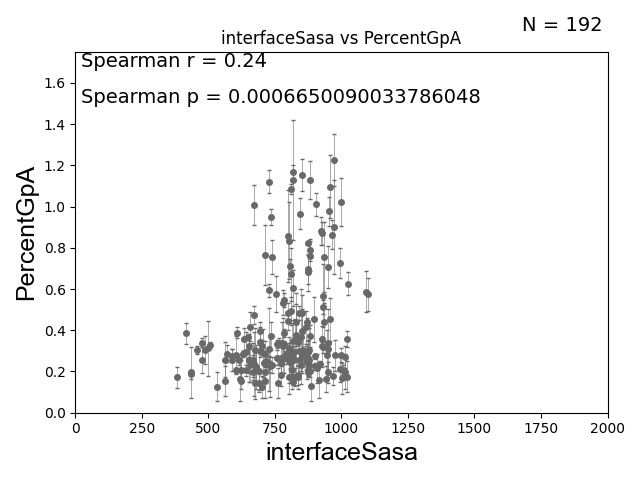 N = 192
interfaceSasa vs PercentGpA
Spearman r = 0.24
Spearman p = 0.0006650090033786048
1.6
1.4
1.2
1.0
0.8
0.6
0.4
0.2
0.0
PercentGpA
0 250 500 750 1000 1250 1500 1750 2000
interfaceSasa